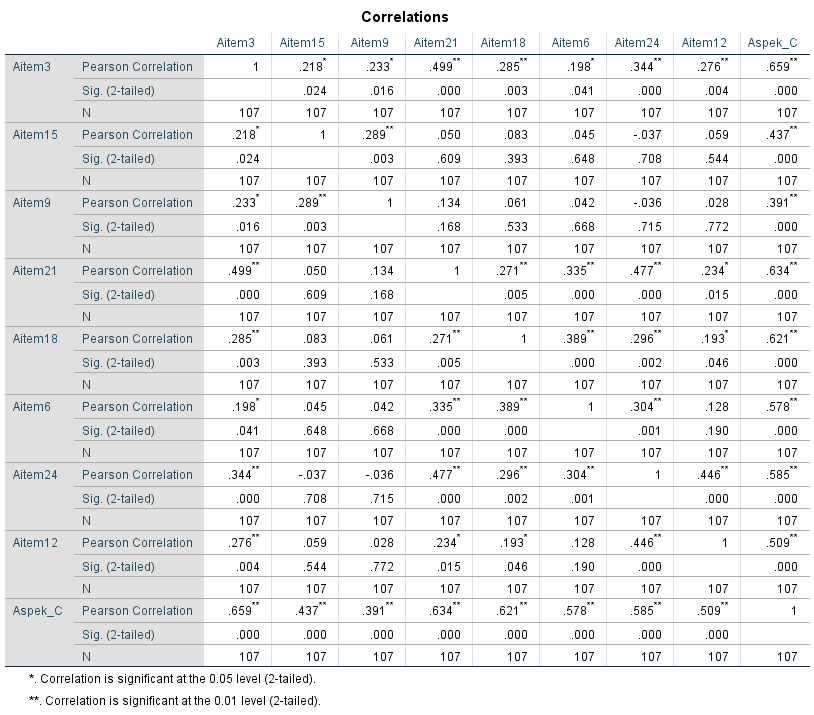 Correlations
Aitem3 Aitem15 Aitem9 Aitem21 Aitem18 Aitem6 Aitem24 Aitem12 Aspek_C
Aitem3 Pearson Correlation 1 .218* .233* .499** .285** .198* .344** .276** .659**
Sig. (2-tailed) .024 .016 .000 .003 .041 .000 .004 .000
N 107 107 107 107 107 107 107 107 107
Aitem15 Pearson Correlation .218* 1 .289** .050 .083 .045 -.037 .059 .437**
Sig. (2-tailed) .024 .003 .609 .393 .648 .708 .544 .000
N 107 107 107 107 107 107 107 107 107
Aitem9 Pearson Correlation .233* .289** 1 .134 .061 .042 -.036 .028 .391**
Sig. (2-tailed) .016 .003 .168 .533 .668 .715 .772 .000
N 107 107 107 107 107 107 107 107 107
Aitem21 Pearson Correlation .499** .050 .134 1 .271** .335** .477** .234* .634**
Sig. (2-tailed) .000 .609 .168 .005 .000 .000 .015 .000
N 107 107 107 107 107 107 107 107 107
Aitem18 Pearson Correlation .285** .083 .061 .271** 1 .389** .296** .193* .621**
Sig. (2-tailed) .003 .393 .533 .005 .000 .002 .046 .000
N 107 107 107 107 107 107 107 107 107
Aitem6 Pearson Correlation .198* .045 .042 .335** .389** 1 .304** .128 .578**
Sig. (2-tailed) .041 .648 .668 .000 .000 .001 .190 .000
N 107 107 107 107 107 107 107 107 107
Aitem24 Pearson Correlation .344** -.037 -.036 .477** .296** .304** 1 .446** .585**
Sig. (2-tailed) .000 .708 .715 .000 .002 .001 .000 .000
N 107 107 107 107 107 107 107 107 107
Aitem12 Pearson Correlation .276** .059 .028 .234* .193* .128 .446** 1 .509**
Sig. (2-tailed) .004 .544 .772 .015 .046 .190 .000 .000
N 107 107 107 107 107 107 107 107 107
Aspek_C Pearson Correlation .659** .437** .391** .634** .621** .578** .585** .509** 1
Sig. (2-tailed) .000 .000 .000 .000 .000 .000 .000 .000
N 107 107 107 107 107 107 107 107 107
*. Correlation is significant at the 0.05 level (2-tailed).
**. Correlation is significant at the 0.01 level (2-tailed).